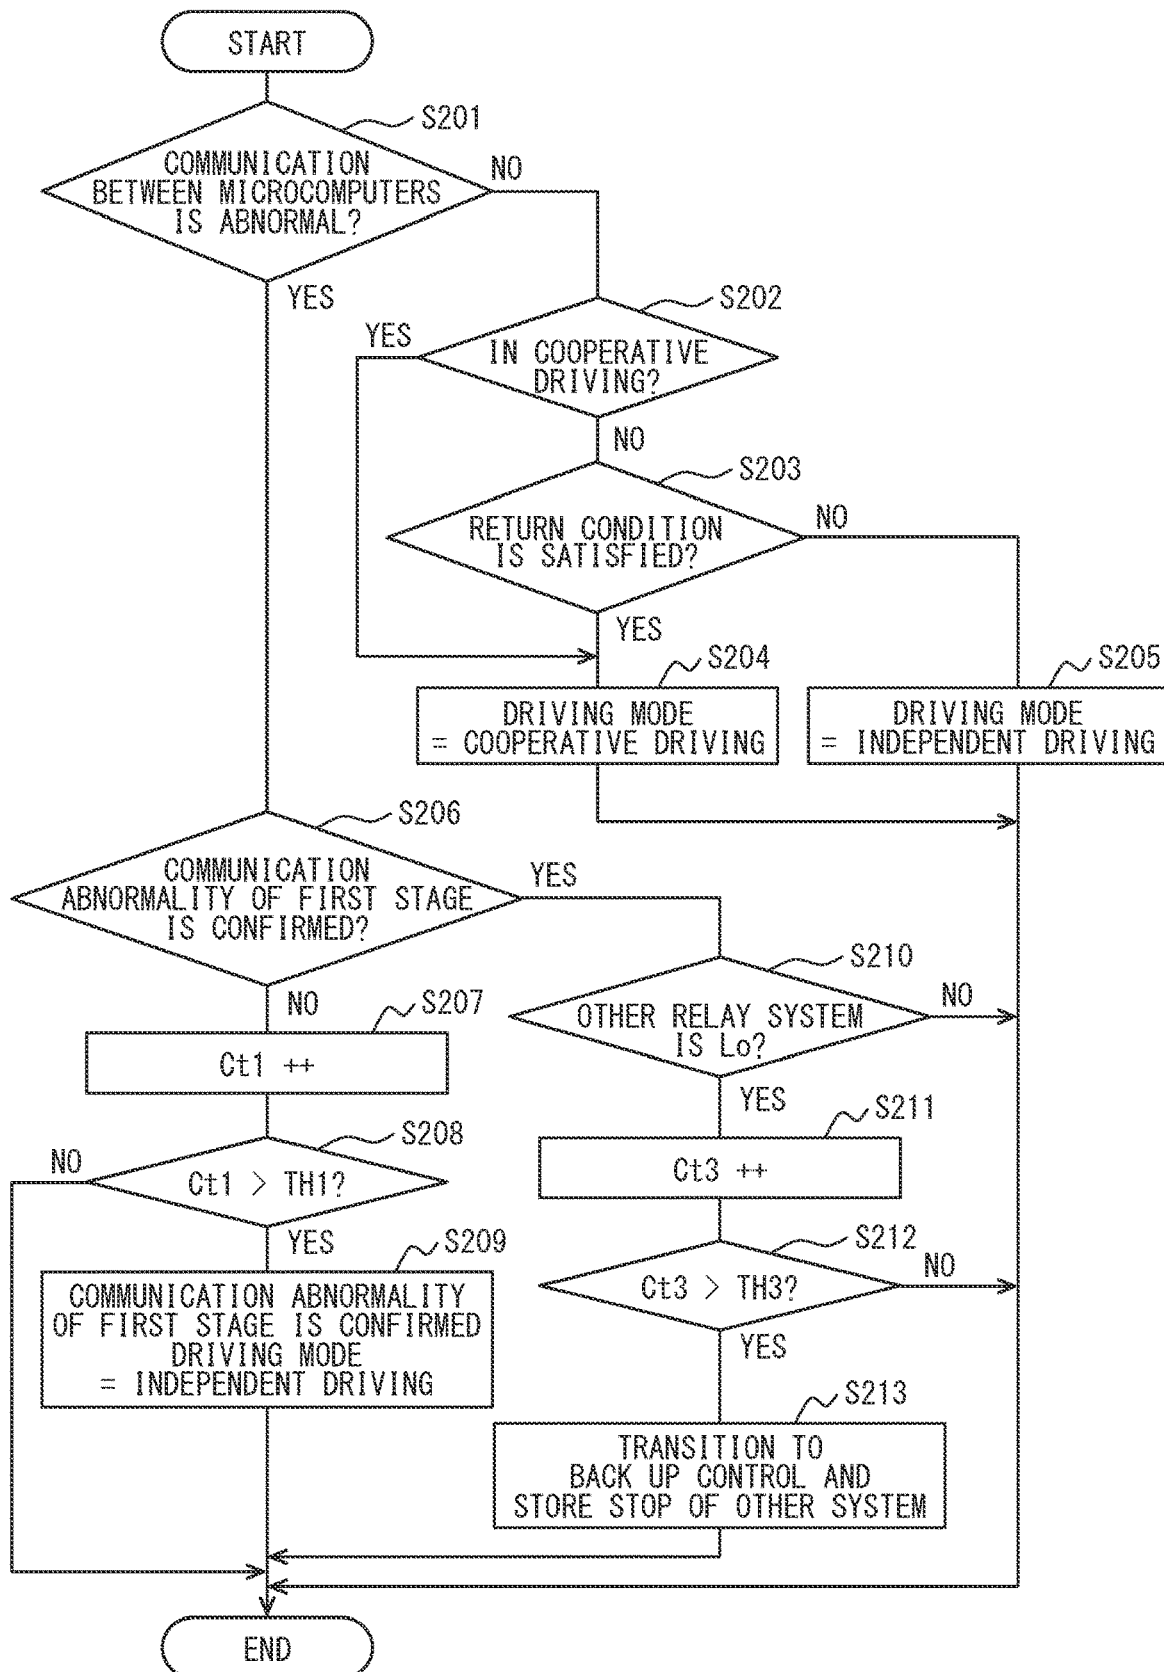 START
S201
COMMUNICATION
BETWEEN MICROCOMPUTERS
IS ABNORMAL?
NO
YES
S202
YES
IN COOPERATIVE
DRIVING?
NO
S203
RETURN CONDITION
IS SATISFIED?
NO
YES
S204
DRIVING MODE
= COOPERATIVE DRIVING
S205
DRIVING MODE
= INDEPENDENT DRIVING
S206
COMMUNICATION
ABNORMALITY OF FIRST STAGE
IS CONFIRMED?
YES
NO
S207
Ct1 ++
S208
NO
Ct1 > TH1?
YES
S209
COMMUNICATION ABNORMALITY
OF FIRST STAGE IS CONFIRMED
DRIVING MODE
= INDEPENDENT DRIVING
S210
OTHER RELAY SYSTEM
IS Lo?
NO
YES
S211
Ct3 ++
S212
Ct3 > TH3?
NO
YES
S213
TRANSITION TO
BACK UP CONTROL AND
STORE STOP OF OTHER SYSTEM
END